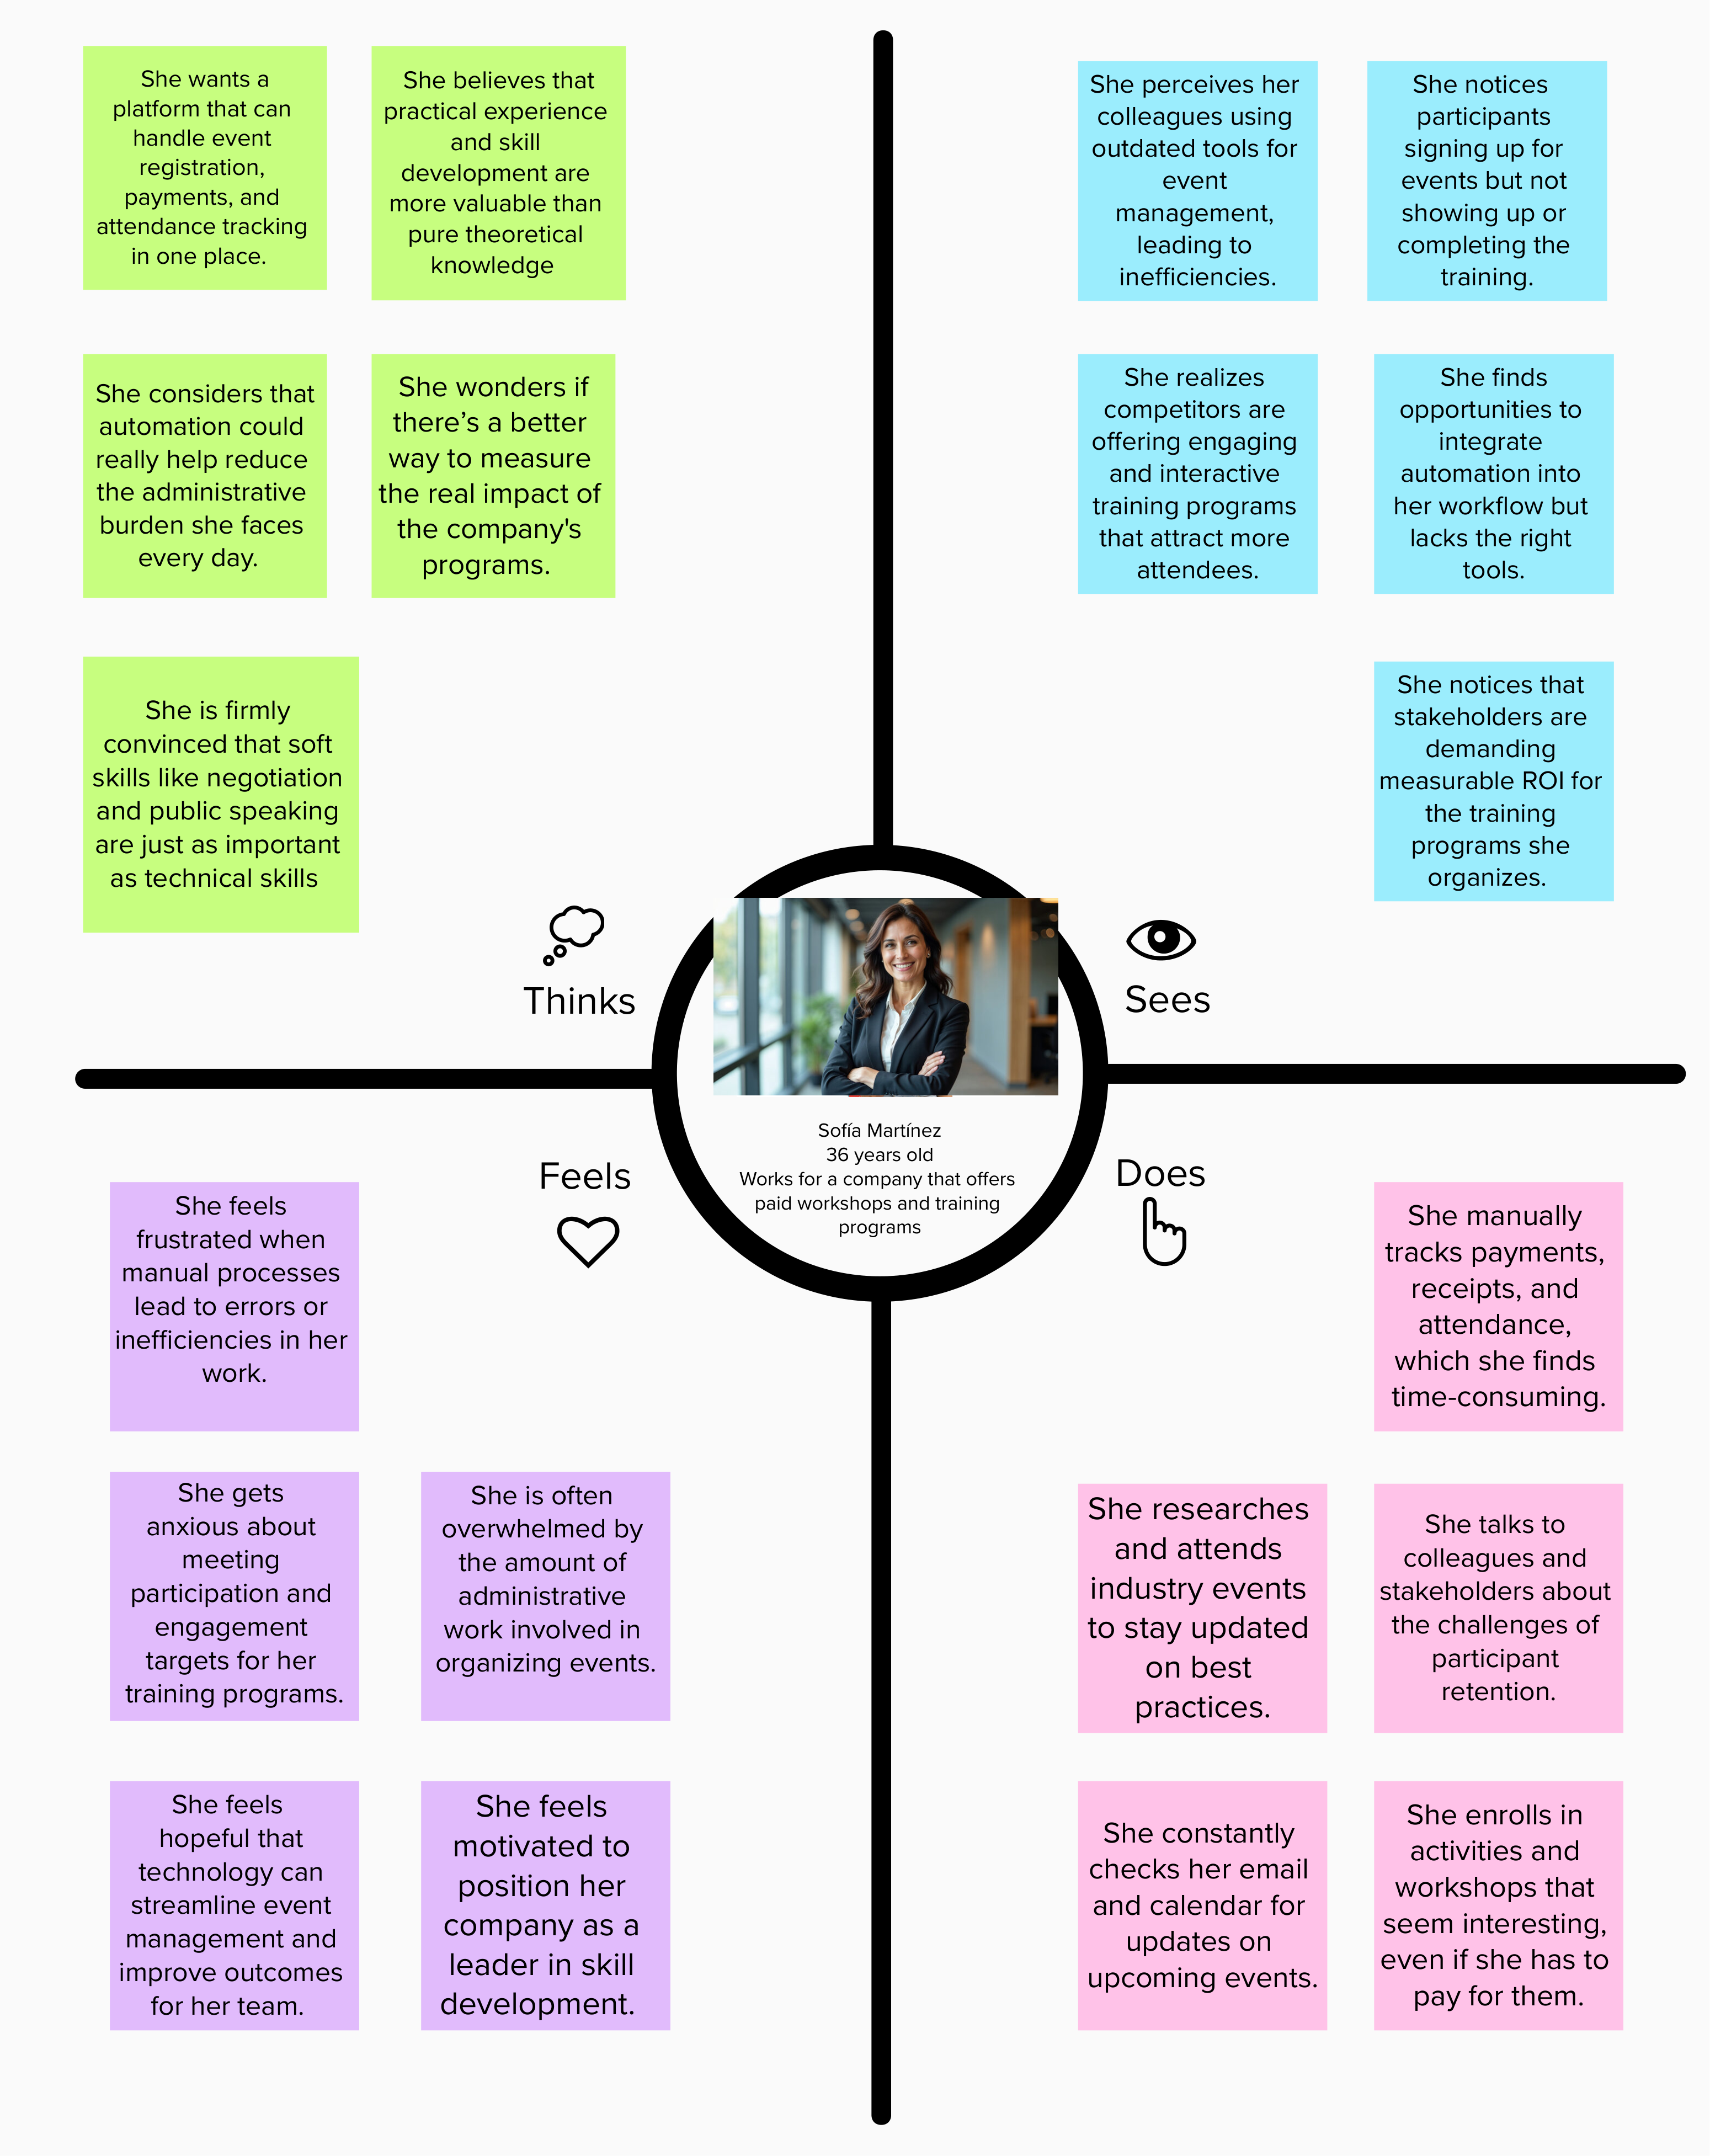 She wants a
platform that can
handle event
registration,
payments, and
attendance tracking
in one place.
She believes that
practical experience
and skill
development are
more valuable than
pure theoretical
knowledge
She considers that
automation could
really help reduce
the administrative
burden she faces
every day.
She wonders if
there’s a better
way to measure
the real impact of
the company's
programs.
She is firmly
convinced that soft
skills like negotiation
and public speaking
are just as important
as technical skills
Thinks
She perceives her
colleagues using
outdated tools for
event
management,
leading to
inefficiencies.
She notices
participants
signing up for
events but not
showing up or
completing the
training.
She realizes
competitors are
offering engaging
and interactive
training programs
that attract more
attendees.
She finds
opportunities to
integrate
automation into
her workflow but
lacks the right
tools.
She notices that
stakeholders are
demanding
measurable ROI for
the training
programs she
organizes.
Sees
Sofía Martínez
36 years old
Works for a company that offers
paid workshops and training
programs
Feels
She feels
frustrated when
manual processes
lead to errors or
inefficiencies in her
work.
She gets
anxious about
meeting
participation and
engagement
targets for her
training programs.
She is often
overwhelmed by
the amount of
administrative
work involved in
organizing events.
She feels
hopeful that
technology can
streamline event
management and
improve outcomes
for her team.
She feels
motivated to
position her
company as a
leader in skill
development.
Does
She manually
tracks payments,
receipts, and
attendance,
which she finds
time-consuming.
She researches
and attends
industry events
to stay updated
on best
practices.
She talks to
colleagues and
stakeholders about
the challenges of
participant
retention.
She constantly
checks her email
and calendar for
updates on
upcoming events.
She enrolls in
activities and
workshops that
seem interesting,
even if she has to
pay for them.